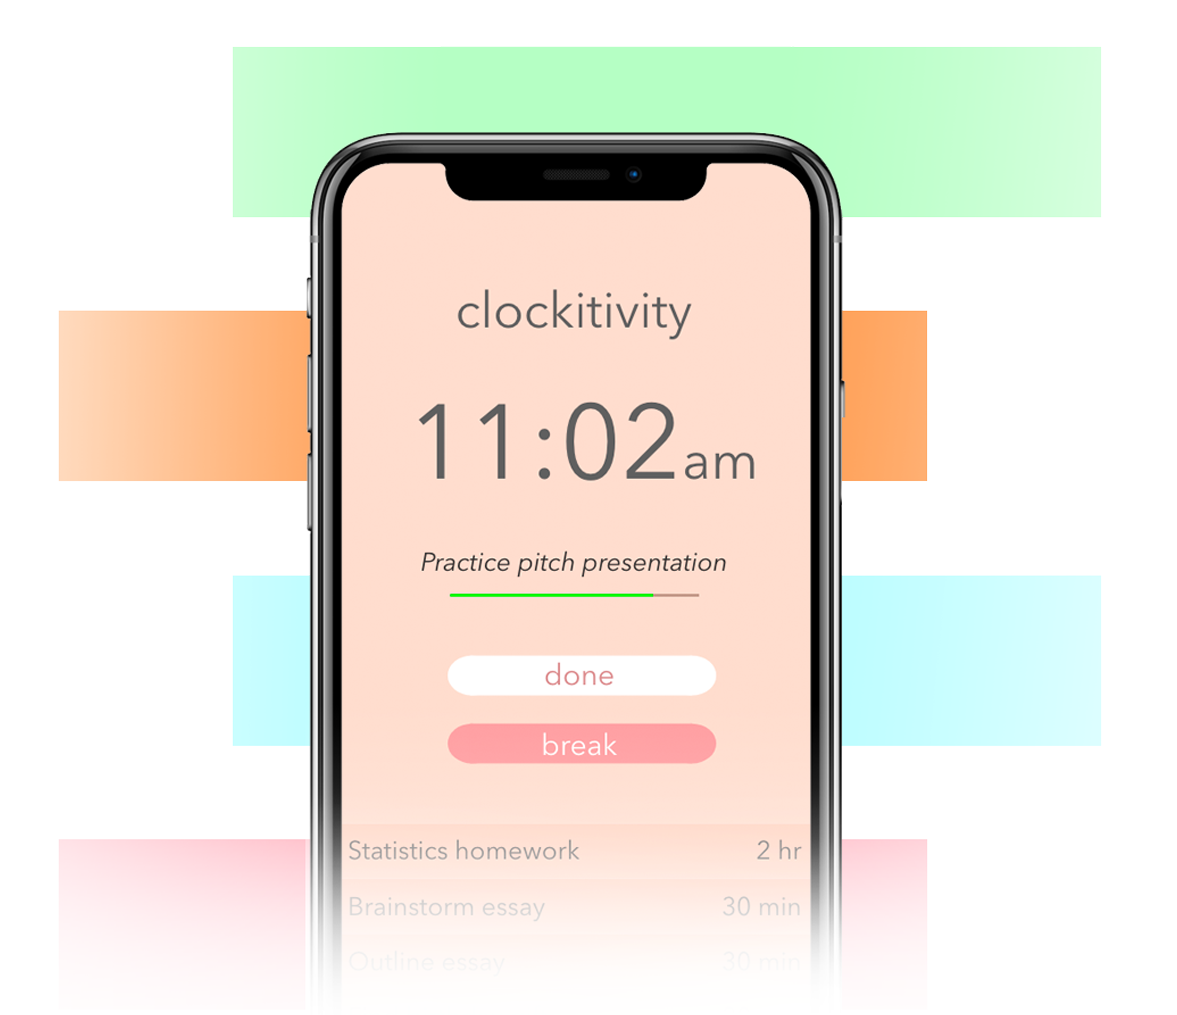 clockitivity
11:02am
Practice pitch presentation
done
break
Statistics homework 2 hr
Brainstorm essay 30 min
Outline essay 30 min